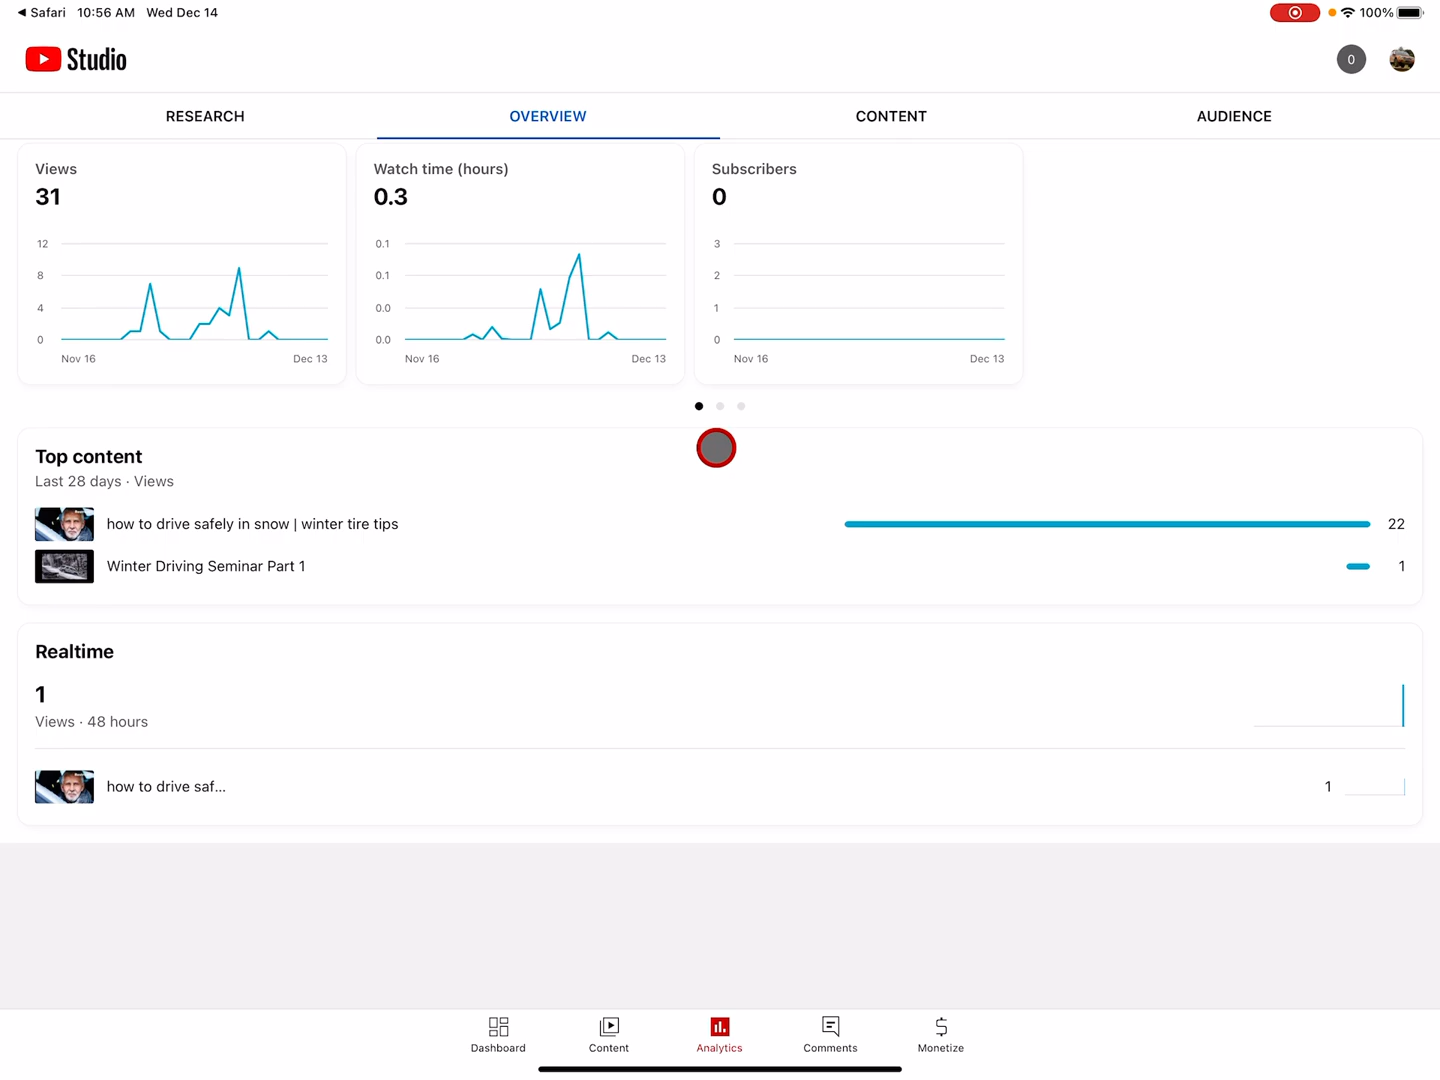 ◀ Safari 10:56 AM Wed Dec 14
100%
Studio
0
RESEARCH
OVERVIEW
CONTENT
AUDIENCE
Views
31
12
8
4
0
Nov 16
Dec 13
Watch time (hours)
0.3
0.1
0.1
0.0
0.0
Nov 16
Dec 13
Subscribers
0
3
2
1
0
Nov 16
Dec 13
Top content
Last 28 days · Views
how to drive safely in snow | winter tire tips
22
Winter Driving Seminar Part 1
1
Realtime
1
Views · 48 hours
how to drive saf...
1
Dashboard
Content
Analytics
Comments
Monetize